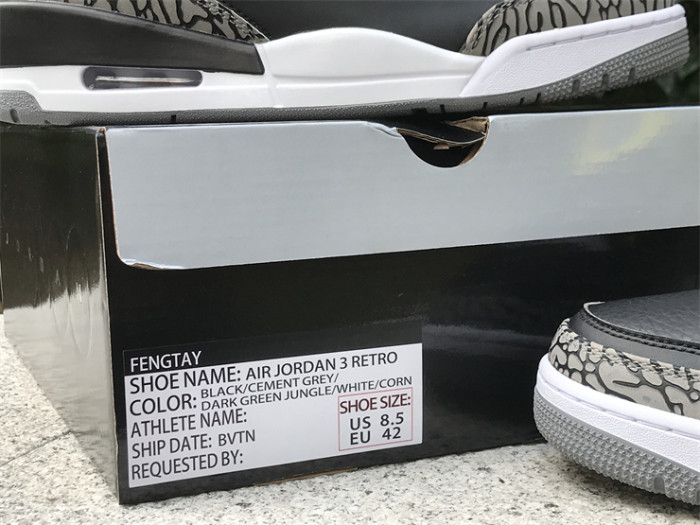 FENGTAY
SHOE NAME: AIR JORDAN 3 RETRO
COLOR: BLACK/CEMENT GREY/
DARK GREEN JUNGLE/WHITE/CORN
ATHLETE NAME:
SHIP DATE: BVTN
REQUESTED BY:
SHOE SIZE:
US 8.5
EU 42